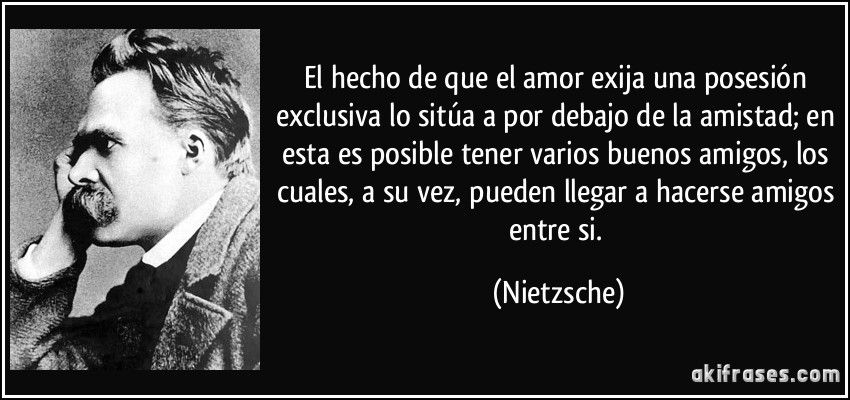 El hecho de que el amor exija una posesión
exclusiva lo sitúa a por debajo de la amistad; en
esta es posible tener varios buenos amigos, los
cuales, a su vez, pueden llegar a hacerse amigos
entre si.
(Nietzsche)
akifrases.com